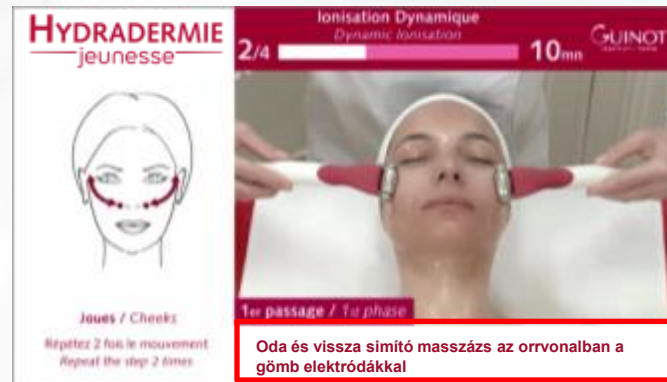 HYDRADERMIE
jeunesse
Ionisation Dynamique
Dynamic Ionisation
2/4
10mn
GUINOT
Joues / Cheeks
Répétez 2 fois le mouvement
Repeat the step 2 times
1er passage / 1st phase
Oda és vissza simító masszázs az orrvonalban a
gömb elektródákkal